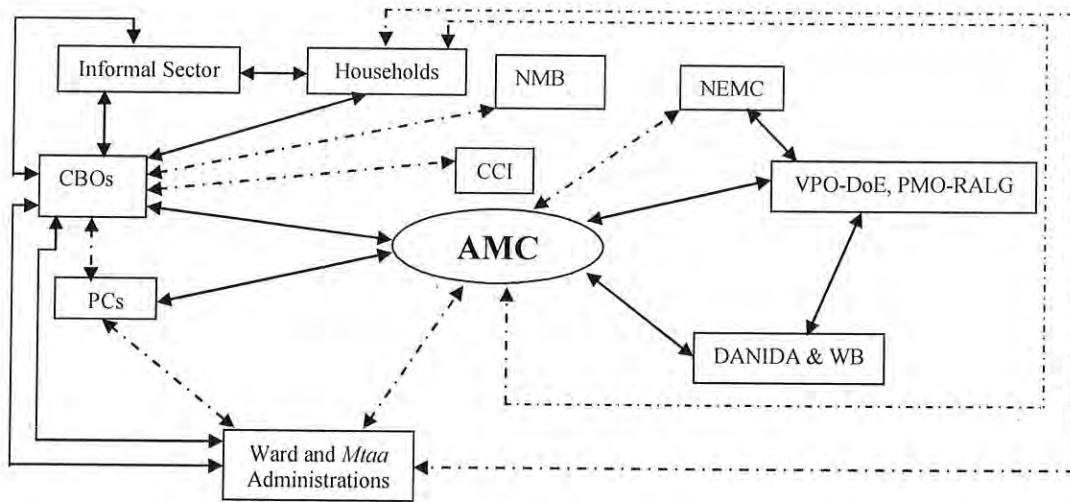 Informal Sector
Households
NMB
NEMC
CBOs
CCI
VPO-DoE, PMO-RALG
AMC
PCs
DANIDA & WB
Ward and Mtaa
Administrations